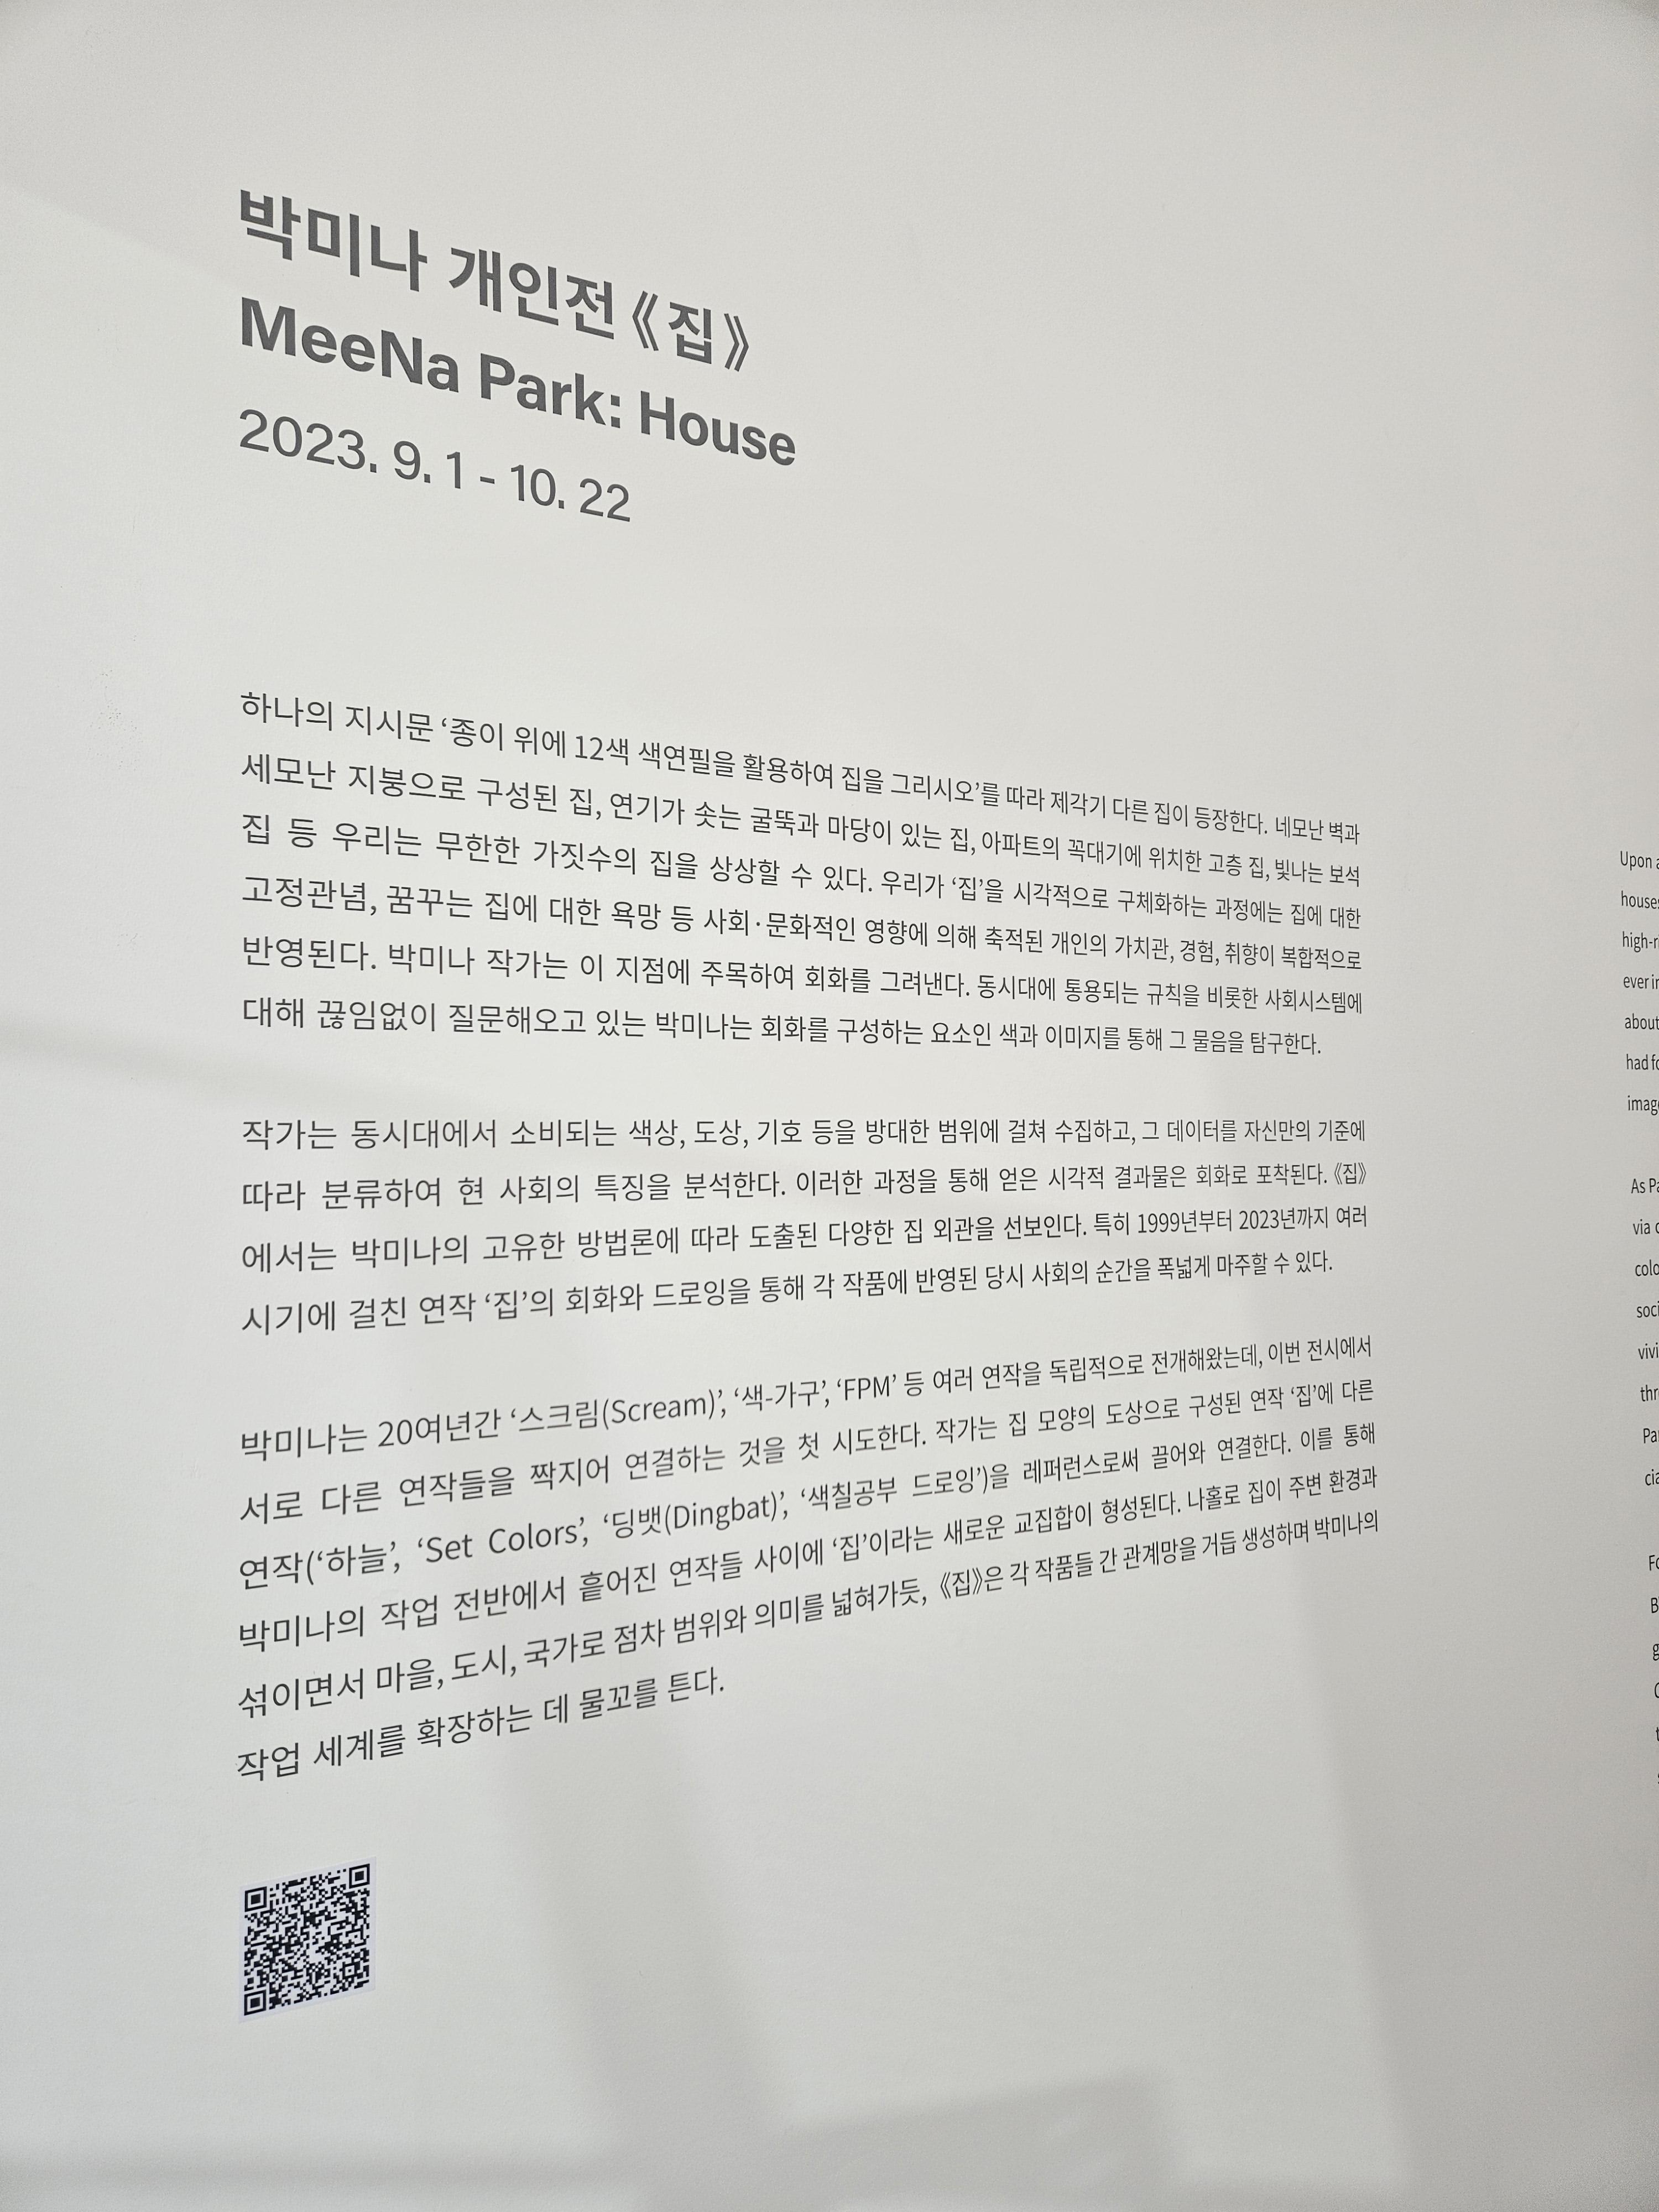 박미나 개인전 《집》
MeeNa Park: House
2023. 9. 1 - 10. 22
하나의 지시문 ‘종이 위에 12색 색연필을 활용하여 집을 그리시오’를 따라 제각기 다른 집이 등장한다. 네모난 벽과
세모난 지붕으로 구성된 집, 연기가 솟는 굴뚝과 마당이 있는 집, 아파트의 꼭대기에 위치한 고층 집, 빛나는 보석
집 등 우리는 무한한 가짓수의 집을 상상할 수 있다. 우리가 ‘집’을 시각적으로 구체화하는 과정에는 집에 대한
고정관념, 꿈꾸는 집에 대한 욕망 등 사회·문화적인 영향에 의해 축적된 개인의 가치관, 경험, 취향이 복합적으로
반영된다. 박미나 작가는 이 지점에 주목하여 회화를 그려낸다. 동시대에 통용되는 규칙을 비롯한 사회시스템에
대해 끊임없이 질문해오고 있는 박미나는 회화를 구성하는 요소인 색과 이미지를 통해 그 물음을 탐구한다.
작가는 동시대에서 소비되는 색상, 도상, 기호 등을 방대한 범위에 걸쳐 수집하고, 그 데이터를 자신만의 기준에
따라 분류하여 현 사회의 특징을 분석한다. 이러한 과정을 통해 얻은 시각적 결과물은 회화로 포착된다. 《집》
에서는 박미나의 고유한 방법론에 따라 도출된 다양한 집 외관을 선보인다. 특히 1999년부터 2023년까지 여러
시기에 걸친 연작 ‘집’의 회화와 드로잉을 통해 각 작품에 반영된 당시 사회의 순간을 폭넓게 마주할 수 있다.
박미나는 20여년간 ‘스크림(Scream)’, ‘색-가구’, ‘FPM’ 등 여러 연작을 독립적으로 전개해왔는데, 이번 전시에서
서로 다른 연작들을 짝지어 연결하는 것을 첫 시도한다. 작가는 집 모양의 도상으로 구성된 연작 ‘집’에 다른
연작(‘하늘’, ‘Set Colors’, ‘딩뱃(Dingbat)’, ‘색칠공부 드로잉’)을 레퍼런스로써 끌어와 연결한다. 이를 통해
박미나의 작업 전반에서 흩어진 연작들 사이에 ‘집’이라는 새로운 교집합이 형성된다. 나홀로 집이 주변 환경과
섞이면서 마을, 도시, 국가로 점차 범위와 의미를 넓혀가듯, 《집》은 각 작품들 간 관계망을 거듭 생성하며 박미나의
작업 세계를 확장하는 데 물꼬를 튼다.
Upon
houses
high-r
ever in
about
had fo
image
As Pa
via
colo
soci
vivi
thr
Par
cia